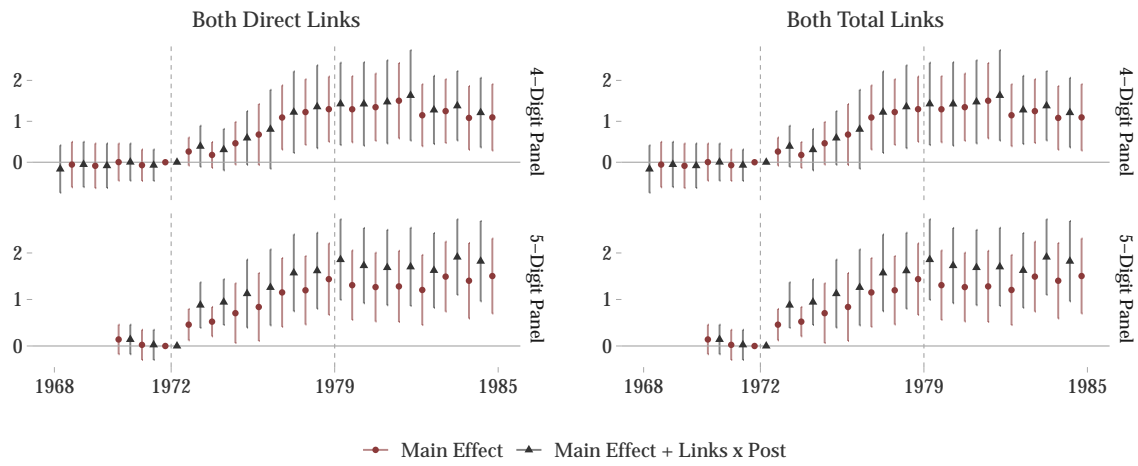 Both Direct Links
Both Total Links
2
1
0
4–Digit Panel
2
1
0
4–Digit Panel
2
1
0
5–Digit Panel
2
1
0
5–Digit Panel
1968 1972 1979 1985
1968 1972 1979 1985
Main Effect Main Effect + Links x Post